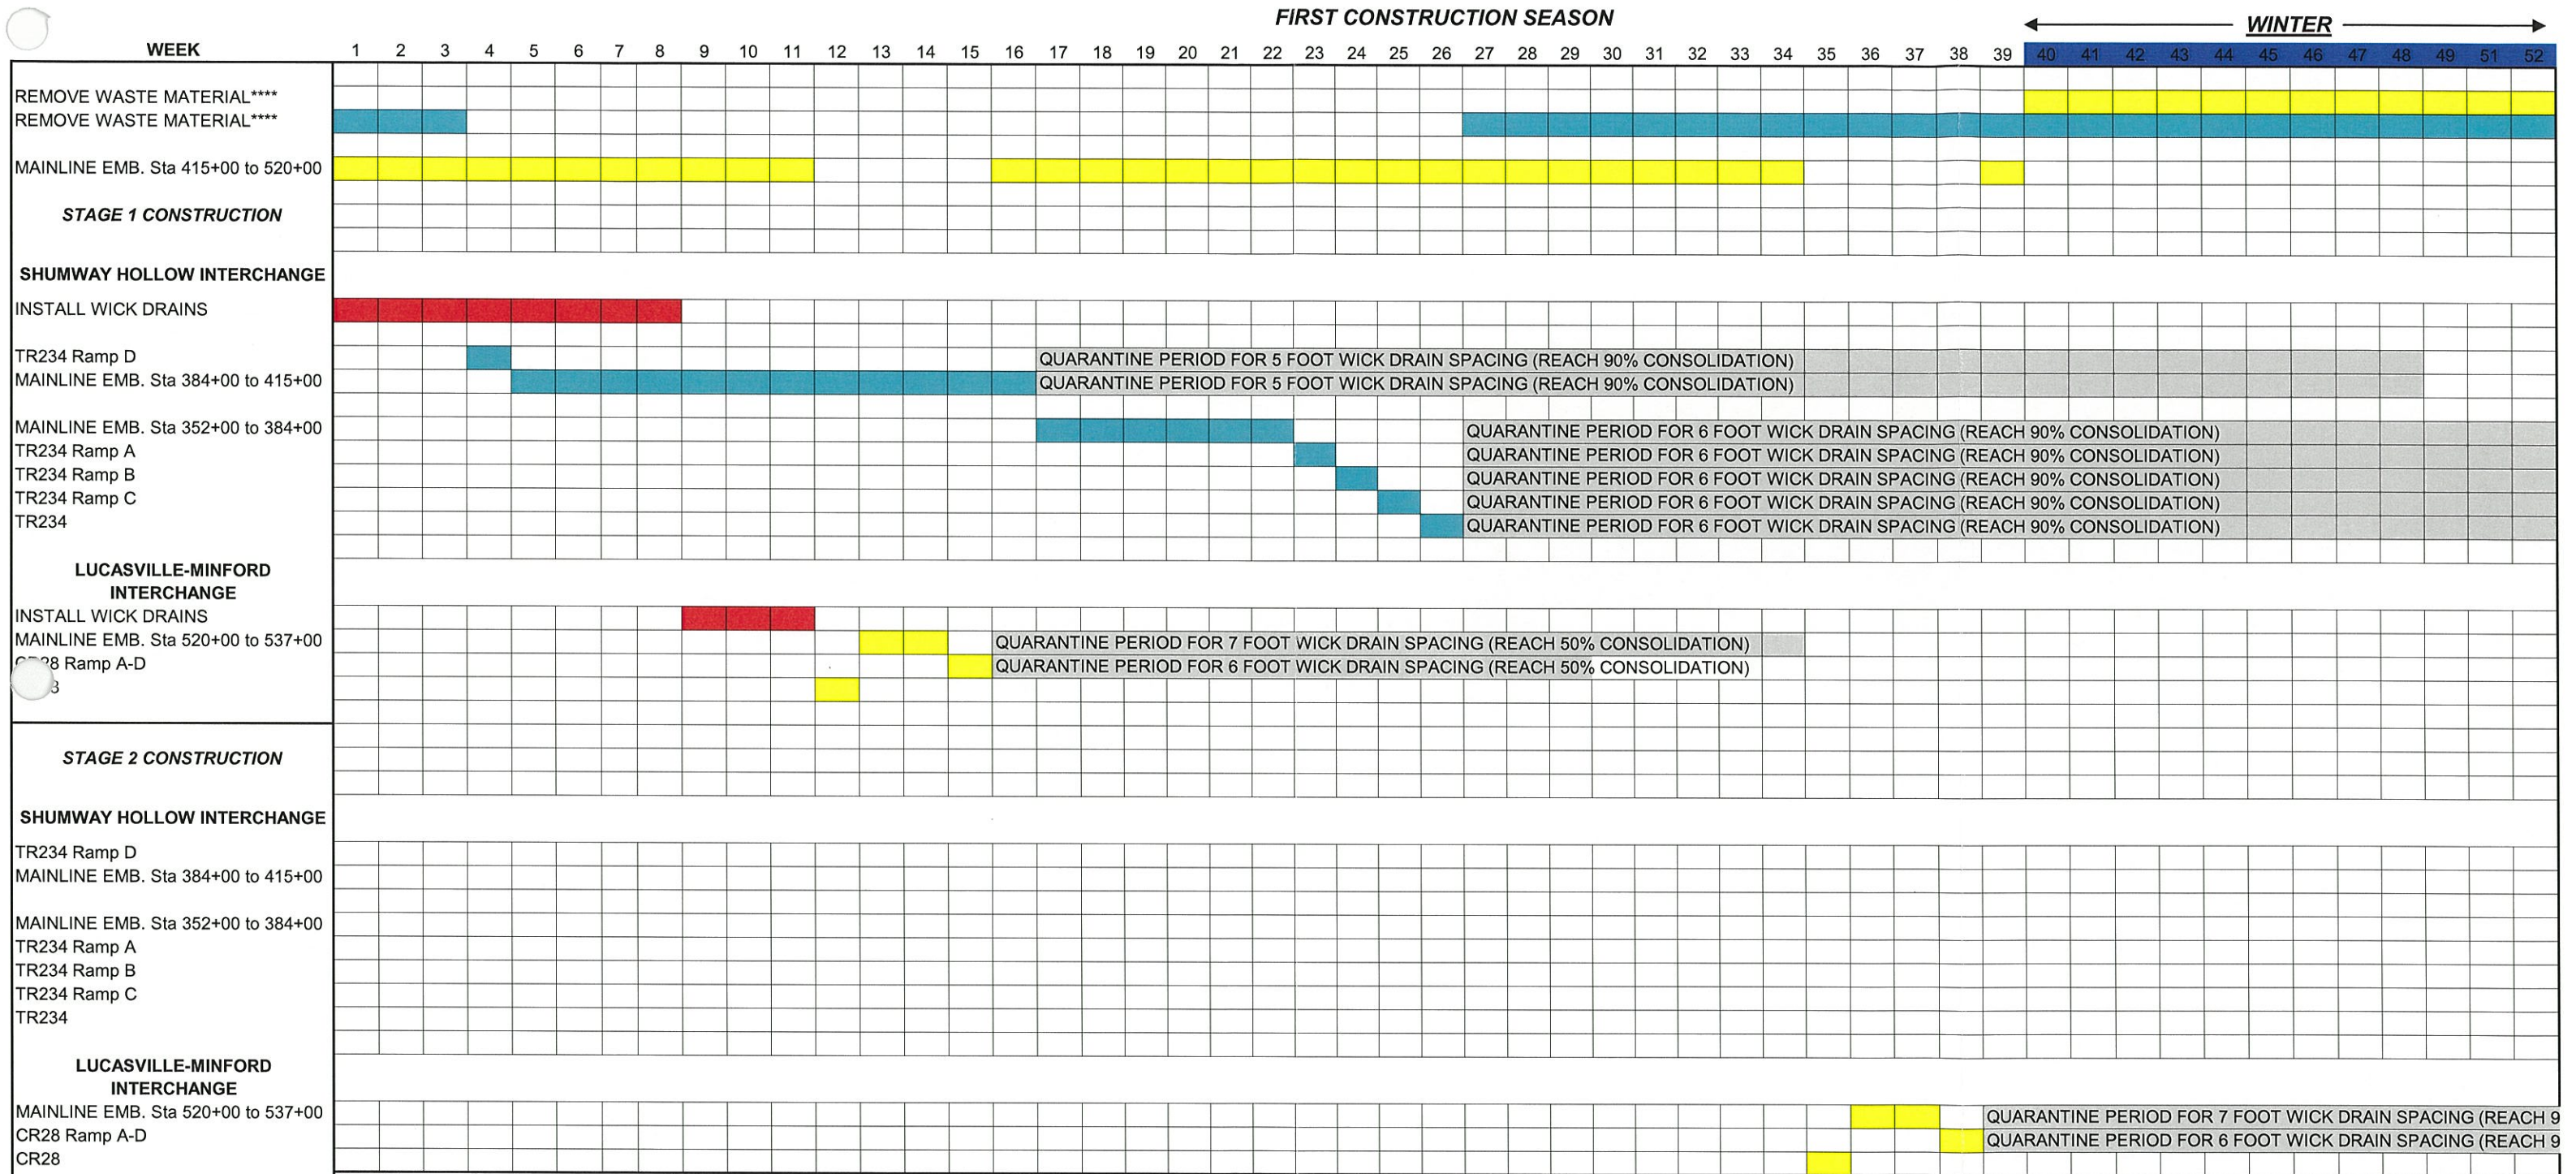 FIRST CONSTRUCTION SEASON
WINTER
WEEK 1 2 3 4 5 6 7 8 9 10 11 12 13 14 15 16 17 18 19 20 21 22 23 24 25 26 27 28 29 30 31 32 33 34 35 36 37 38 39 40 41 42 43 44 45 46 47 48 49 51 52
REMOVE WASTE MATERIAL****
REMOVE WASTE MATERIAL****
MAINLINE EMB. Sta 415+00 to 520+00
STAGE 1 CONSTRUCTION
SHUMWAY HOLLOW INTERCHANGE
INSTALL WICK DRAINS
TR234 Ramp D QUARANTINE PERIOD FOR 5 FOOT WICK DRAIN SPACING (REACH 90% CONSOLIDATION)
MAINLINE EMB. Sta 384+00 to 415+00 QUARANTINE PERIOD FOR 5 FOOT WICK DRAIN SPACING (REACH 90% CONSOLIDATION)
MAINLINE EMB. Sta 352+00 to 384+00 QUARANTINE PERIOD FOR 6 FOOT WICK DRAIN SPACING (REACH 90% CONSOLIDATION)
TR234 Ramp A QUARANTINE PERIOD FOR 6 FOOT WICK DRAIN SPACING (REACH 90% CONSOLIDATION)
TR234 Ramp B QUARANTINE PERIOD FOR 6 FOOT WICK DRAIN SPACING (REACH 90% CONSOLIDATION)
TR234 Ramp C QUARANTINE PERIOD FOR 6 FOOT WICK DRAIN SPACING (REACH 90% CONSOLIDATION)
TR234 QUARANTINE PERIOD FOR 6 FOOT WICK DRAIN SPACING (REACH 90% CONSOLIDATION)
LUCASVILLE-MINFORD
INTERCHANGE
INSTALL WICK DRAINS
MAINLINE EMB. Sta 520+00 to 537+00 QUARANTINE PERIOD FOR 7 FOOT WICK DRAIN SPACING (REACH 50% CONSOLIDATION)
Ramp A-D QUARANTINE PERIOD FOR 6 FOOT WICK DRAIN SPACING (REACH 50% CONSOLIDATION)
STAGE 2 CONSTRUCTION
SHUMWAY HOLLOW INTERCHANGE
TR234 Ramp D
MAINLINE EMB. Sta 384+00 to 415+00
MAINLINE EMB. Sta 352+00 to 384+00
TR234 Ramp A
TR234 Ramp B
TR234 Ramp C
TR234
LUCASVILLE-MINFORD
INTERCHANGE
MAINLINE EMB. Sta 520+00 to 537+00 QUARANTINE PERIOD FOR 7 FOOT WICK DRAIN SPACING (REACH 9
CR28 Ramp A-D QUARANTINE PERIOD FOR 6 FOOT WICK DRAIN SPACING (REACH 9
CR28